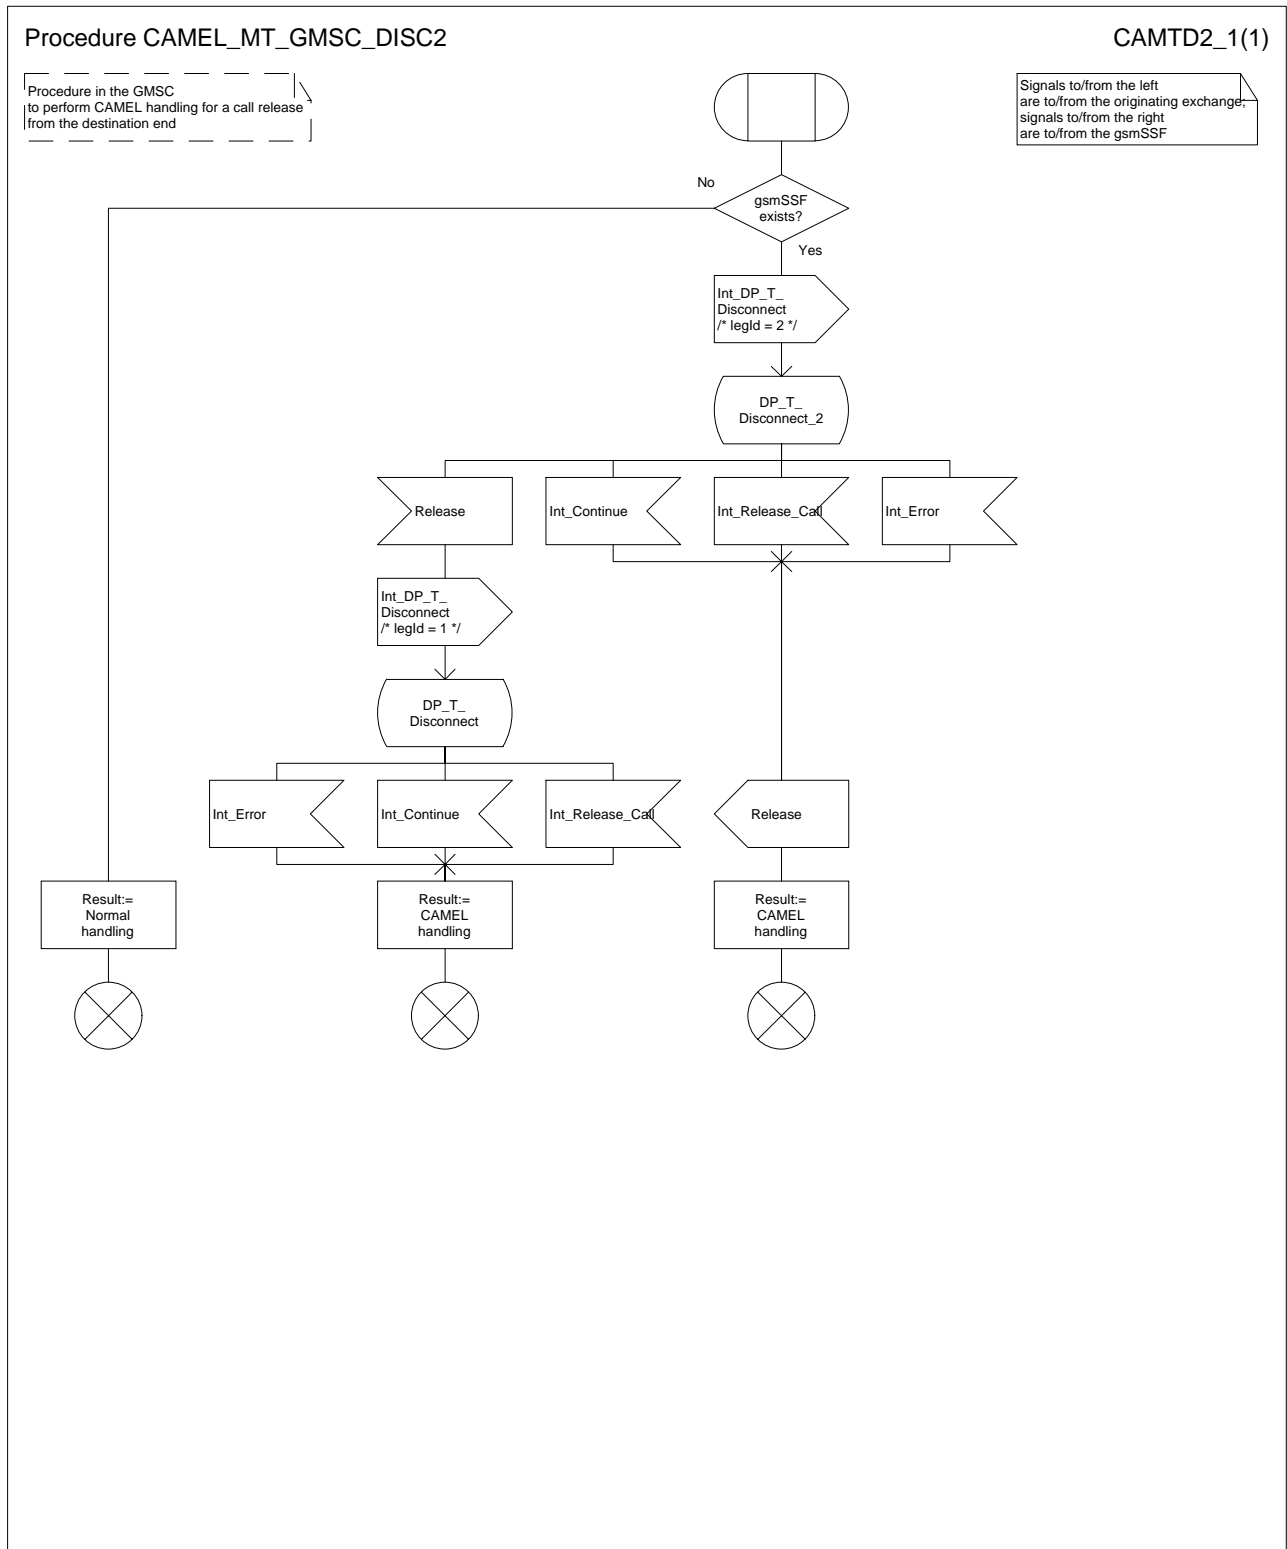 Procedure CAMEL_MT_GMSC_DISC2
CAMTD2_1(1)
Procedure in the GMSC
to perform CAMEL handling for a call release
from the destination end
Signals to/from the left
are to/from the originating exchange;
signals to/from the right
are to/from the gsmSSF
No
gsmSSF
exists?
Yes
Int_DP_T_
Disconnect
/* legId = 2 */
DP_T_
Disconnect_2
Release
Int_Continue
Int_Release_Call
Int_Error
Int_DP_T_
Disconnect
/* legId = 1 */
DP_T_
Disconnect
Int_Error
Int_Continue
Int_Release_Call
Release
Result:=
Normal
handling
Result:=
CAMEL
handling
Result:=
CAMEL
handling